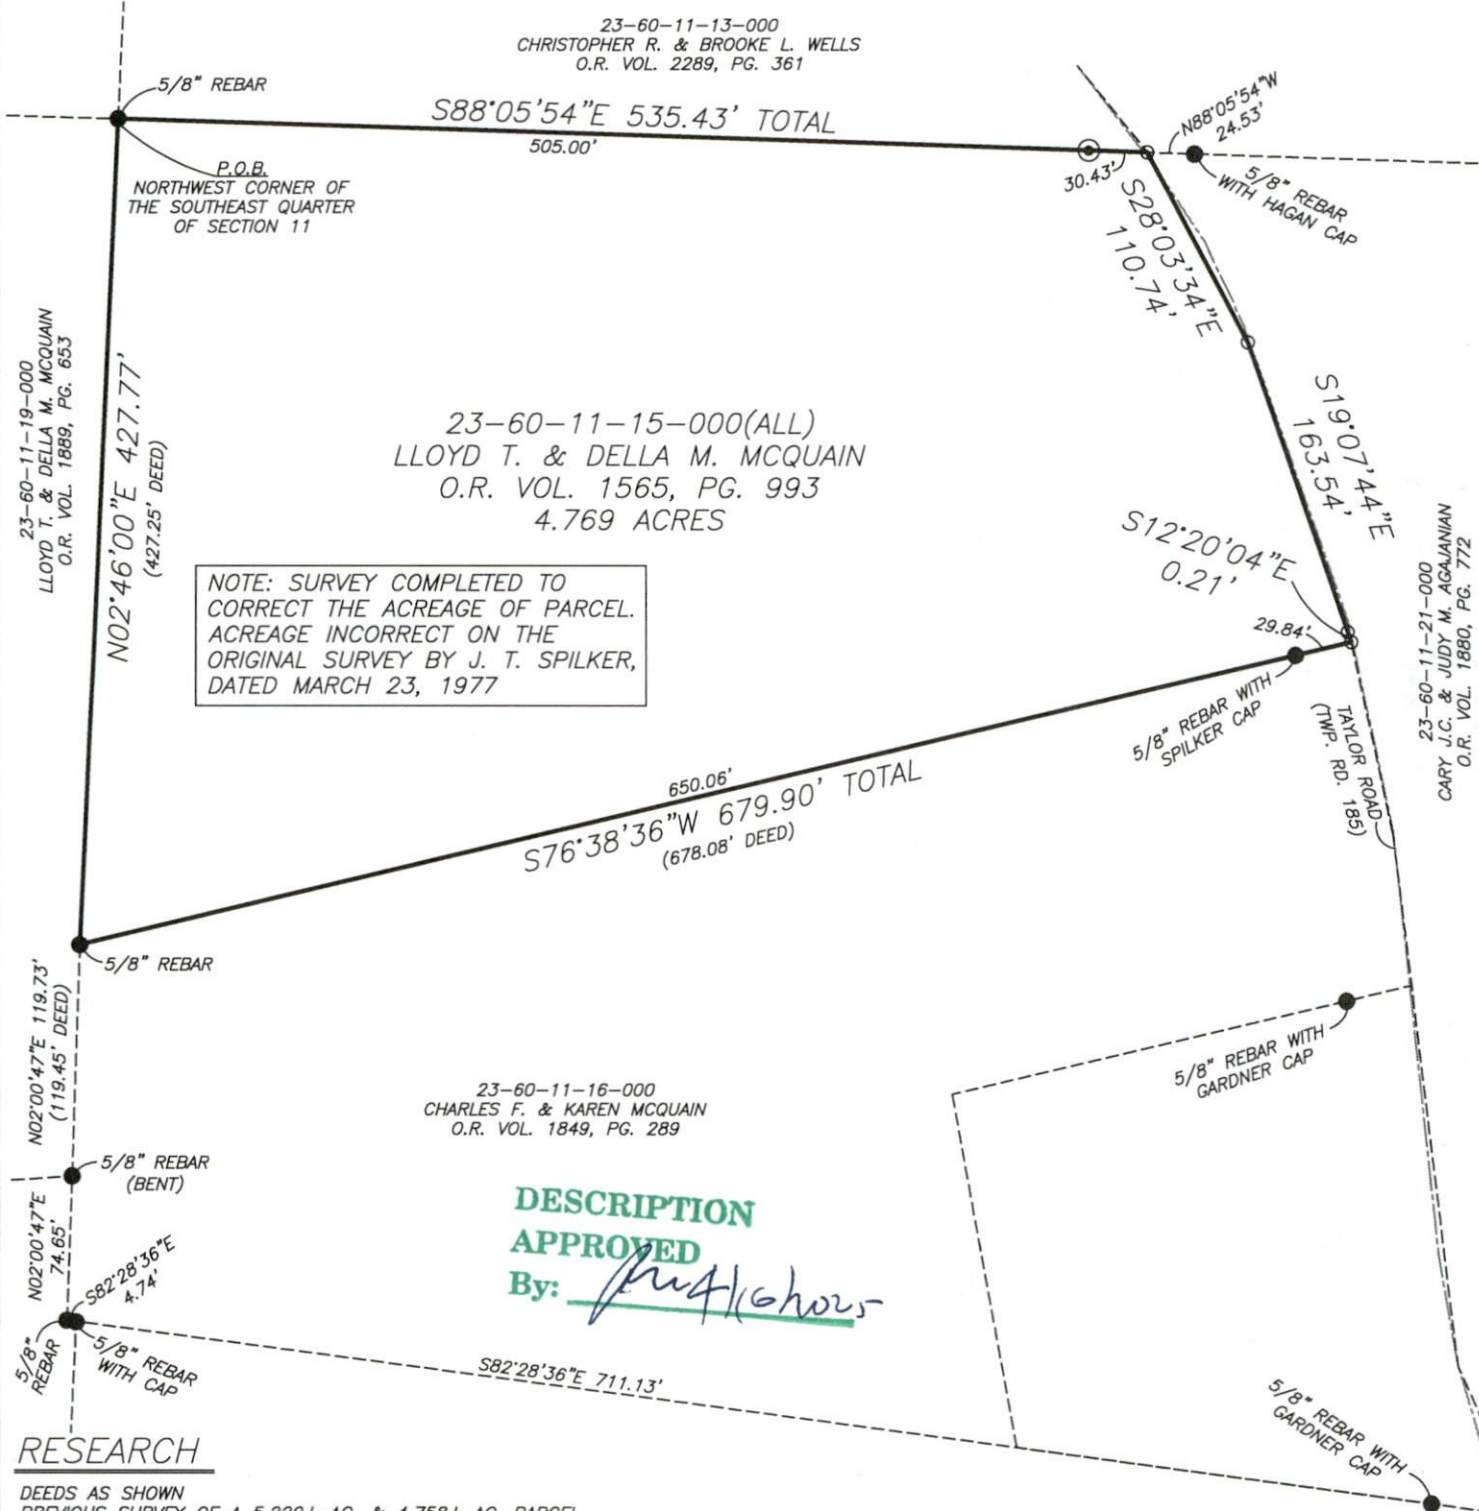 23-60-11-13-000
CHRISTOPHER R. & BROOKE L. WELLS
O.R. VOL. 2289, PG. 361
5/8" REBAR
S88°05'54"E 535.43' TOTAL
505.00'
30.43'
N88°05'54"W
24.53'
5/8" REBAR
WITH HAGAN CAP
P.O.B.
NORTHWEST CORNER OF
THE SOUTHEAST QUARTER
OF SECTION 11
S28°03'34"E
110.74'
23-60-11-19-000
LLOYD T. & DELLA M. MCQUAIN
O.R. VOL. 1889, PG. 653
N02°46'00"E 427.77'
(427.25' DEED)
23-60-11-15-000(ALL)
LLOYD T. & DELLA M. MCQUAIN
O.R. VOL. 1565, PG. 993
4.769 ACRES
S19°07'44"E
163.54'
S12°20'04"E
0.21'
29.84'
23-60-11-21-000
CARY J.C. & JUDY M. AGAJANIAN
O.R. VOL. 1880, PG. 772
NOTE: SURVEY COMPLETED TO
CORRECT THE ACREAGE OF PARCEL.
ACREAGE INCORRECT ON THE
ORIGINAL SURVEY BY J. T. SPILKER,
DATED MARCH 23, 1977
5/8" REBAR WITH
SPILKER CAP
TAYLOR ROAD
(TWP. RD. 185)
650.06'
S76°38'36"W 679.90' TOTAL
(678.08' DEED)
5/8" REBAR
N02°00'47"E 119.73'
(119.45' DEED)
5/8" REBAR WITH
GARDNER CAP
23-60-11-16-000
CHARLES F. & KAREN MCQUAIN
O.R. VOL. 1849, PG. 289
5/8" REBAR
(BENT)
N02°00'47"E
74.65'
S82°28'36"E
4.74'
DESCRIPTION
APPROVED
By:
5/8"
REBAR
5/8" REBAR
WITH CAP
S82°28'36"E 711.13'
5/8" REBAR WITH
GARDNER CAP
RESEARCH
DEEDS AS SHOWN